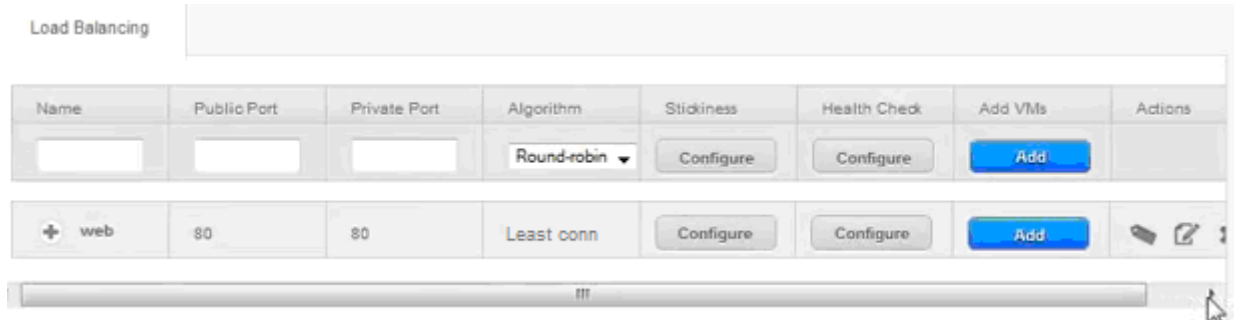 Load Balancing
Name Public Port Private Port Algorithm Stickiness Health Check Add VMs Actions
Round-robin Configure Configure Add
web 80 80 Least conn Configure Configure Add